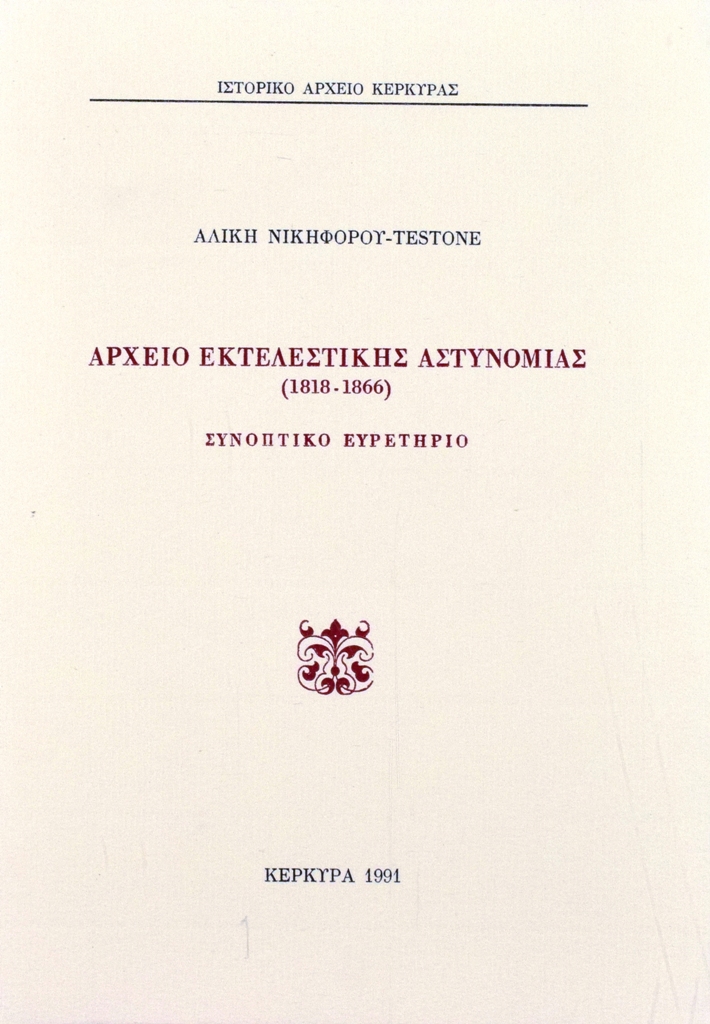 ΙΣΤΟΡΙΚΟ ΑΡΧΕΙΟ ΚΕΡΚΥΡΑΣ
ΑΛΙΚΗ ΝΙΚΗΦΟΡΟΥ-TESTONE
ΑΡΧΕΙΟ ΕΚΤΕΛΕΣΤΙΚΗΣ ΑΣΤΥΝΟΜΙΑΣ
(1818-1866)
ΣΥΝΟΠΤΙΚΟ ΕΥΡΕΤΗΡΙΟ
ΚΕΡΚΥΡΑ 1991